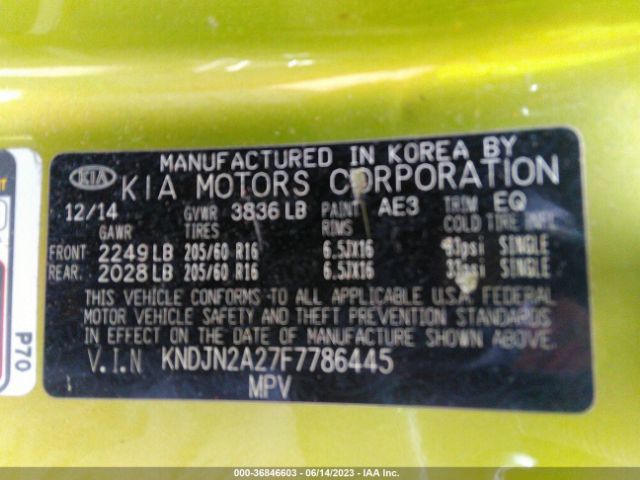 MANUFACTURED IN KOREA BY
KIA KIA MOTORS CORPORATION
12/14 GVWR 3836 LB PAINT AE3 TRIM EQ
GAWR TIRES RIMS COLD TIRE INFL
FRONT 2249 LB 205/60 R16 6.5JX16 psi SINGLE
REAR. 2028 LB 205/60 R16 6.5JX16 psi SINGLE
THIS VEHICLE CONFORMS TO ALL APPLICABLE U.S.A. FEDERAL
MOTOR VEHICLE SAFETY AND THEFT PREVENTION STANDARDS
IN EFFECT ON THE DATE OF MANUFACTURE SHOWN ABOVE.
V.I.N KNDJN2A27F7786445
MPV
P70
000-36846603 - 06/14/2023 - IAA Inc.